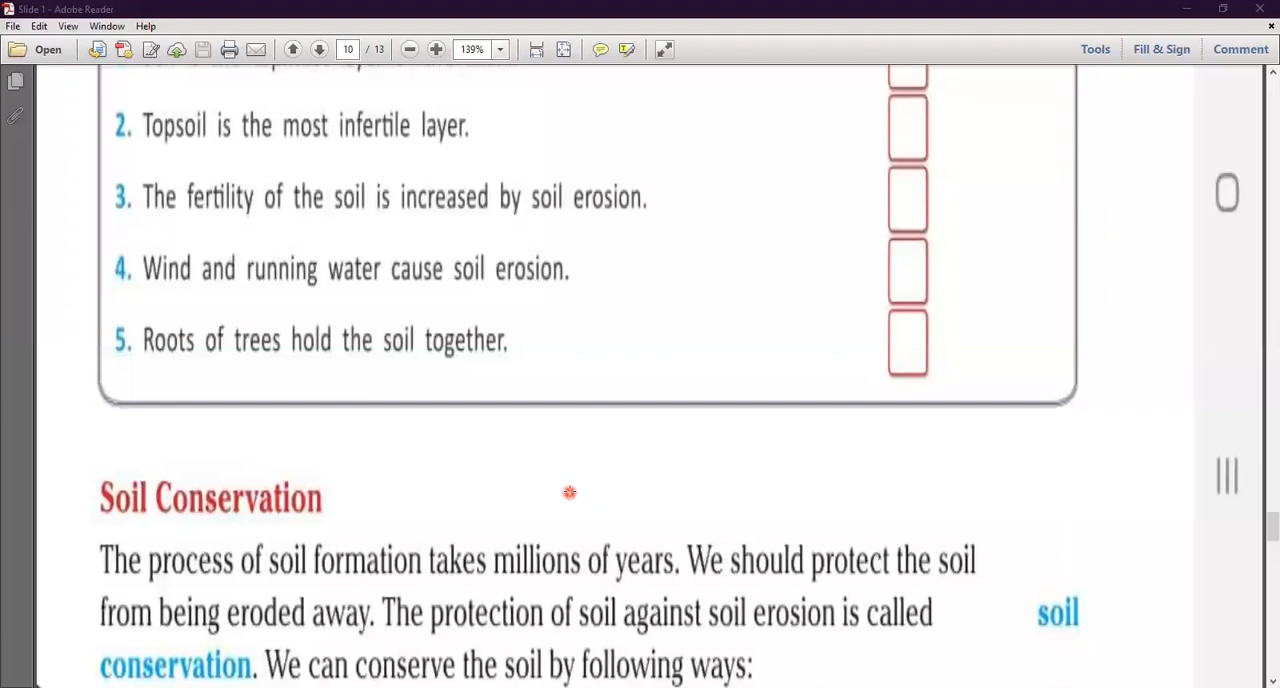 Slide 1 - Adobe Reader
File Edit View Window Help
Open 10 / 13 139% Tools Fill & Sign Comment
2. Topsoil is the most infertile layer.
3. The fertility of the soil is increased by soil erosion.
4. Wind and running water cause soil erosion.
5. Roots of trees hold the soil together.
Soil Conservation
The process of soil formation takes millions of years. We should protect the soil
from being eroded away. The protection of soil against soil erosion is called soil
conservation. We can conserve the soil by following ways: